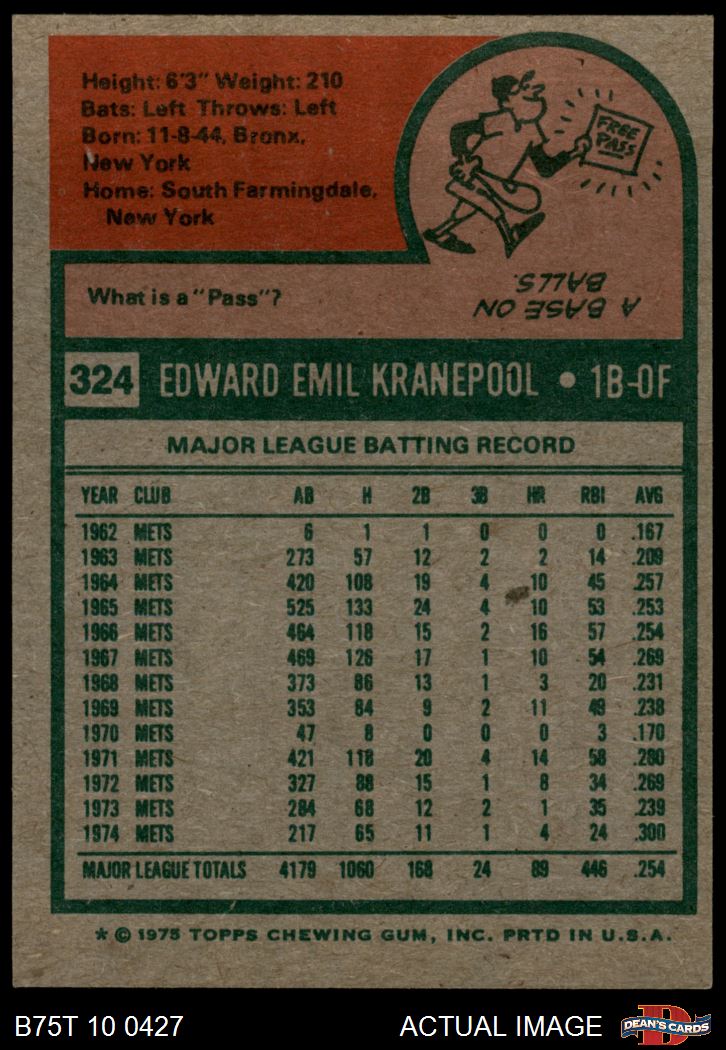 Height: 6'3" Weight: 210
Bats: Left Throws: Left
Born: 11-8-44, Bronx,
New York
Home: South Farmingdale,
New York
FREE
PASS
What is a "Pass"?
A BASE ON
BALLS.
324 EDWARD EMIL KRANEPOOL • 1B-OF
MAJOR LEAGUE BATTING RECORD
YEAR CLUB AB H 2B 3B HR RBI AVG
1962 METS 6 1 1 0 0 0 .167
1963 METS 273 57 12 2 2 14 .209
1964 METS 420 108 19 4 10 45 .257
1965 METS 525 133 24 4 10 53 .253
1966 METS 464 118 15 2 16 57 .254
1967 METS 469 126 17 1 10 54 .269
1968 METS 373 86 13 1 3 20 .231
1969 METS 353 84 9 2 11 49 .238
1970 METS 47 8 0 0 0 3 .170
1971 METS 421 118 20 4 14 58 .280
1972 METS 327 88 15 1 8 34 .269
1973 METS 284 68 12 2 1 35 .239
1974 METS 217 65 11 1 4 24 .300
MAJOR LEAGUE TOTALS 4179 1060 168 24 89 446 .254
* © 1975 TOPPS CHEWING GUM, INC. PRTD IN U.S.A.
B75T 10 0427 ACTUAL IMAGE DEAN'S CARDS